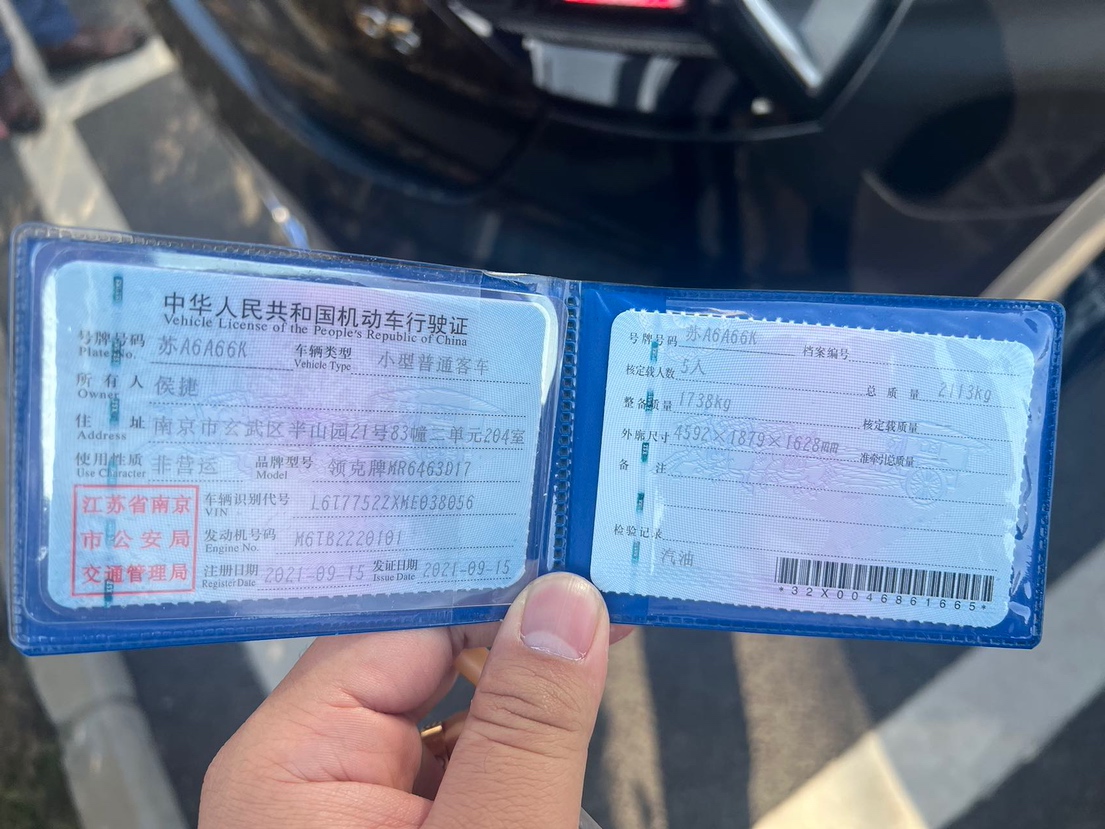 中华人民共和国机动车行驶证
Vehicle License of the People's Republic of China
号牌号码 苏A6A66K 车辆类型 小型普通客车
Plate No. Vehicle Type
所有人 侯捷
Owner
住址 南京市玄武区半山园21号83幢二单元204室
Address
使用性质 非营运 品牌型号 领克牌MR6463D17
Use Character Model
江苏省南京
市公安局
交通管理局
车辆识别代号 L6T7752ZXME038056
VIN
发动机号码 M6TB2220101
Engine No.
注册日期 2021-09-15 发证日期 2021-09-15
Register Date Issue Date
号牌号码 苏A6A66K 档案编号
核定载人数 5人 总质量 2113kg
整备质量 1738kg 核定载质量
外廓尺寸 4592×1879×1628mm 准牵引总质量
备注
检验记录
汽油
*32X0046861665*